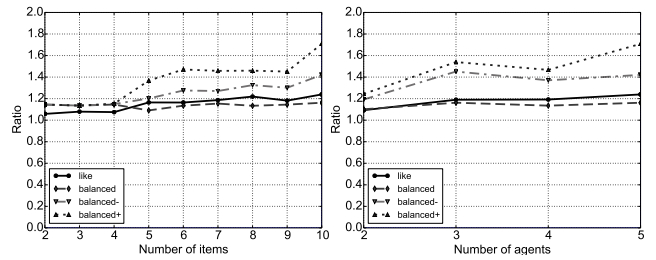 2.0
1.8
1.6
1.4
1.2
1.0
0.8
0.6
0.4
0.2
0.0
Ratio
like
balanced
balanced-
balanced+
2 3 4 5 6 7 8 9 10
Number of items
2.0
1.8
1.6
1.4
1.2
1.0
0.8
0.6
0.4
0.2
0.0
Ratio
like
balanced
balanced-
balanced+
2 3 4 5
Number of agents